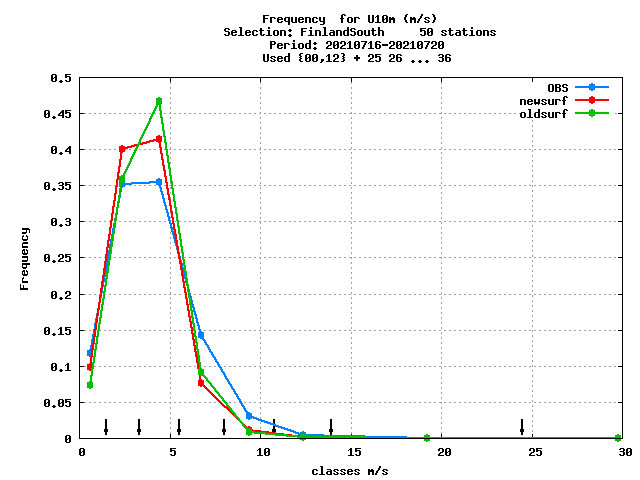 Frequency  for U10m (m/s)
Selection: FinlandSouth     50 stations
Period: 20210716-20210720
Used {00,12} + 25 26 ... 36
OBS
newsurf
oldsurf
0.5
0.45
0.4
0.35
0.3
0.25
0.2
0.15
0.1
0.05
0
Frequency
0 5 10 15 20 25 30
classes m/s